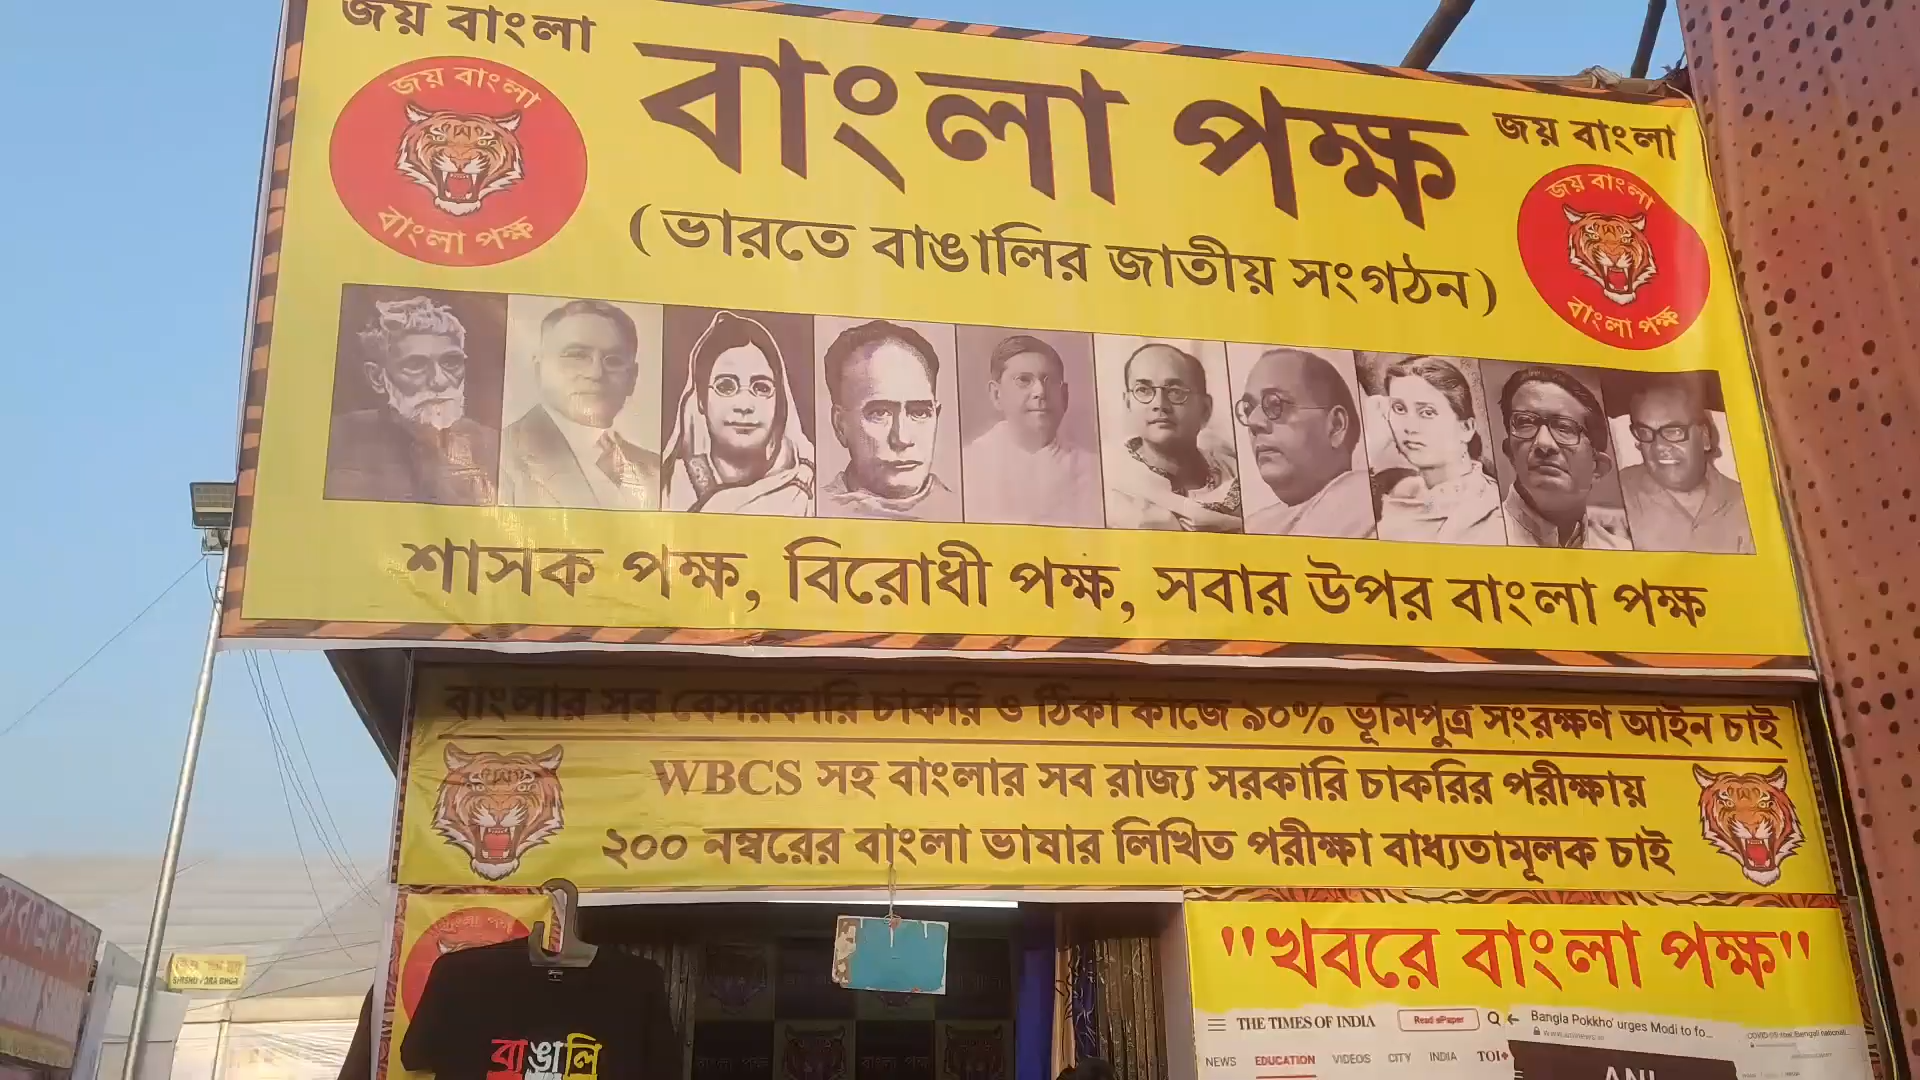 জয় বাংলা
বাংলা পক্ষ
জয় বাংলা
জয় বাংলা
বাংলা পক্ষ
জয় বাংলা
বাংলা পক্ষ
(ভারতে বাঙালির জাতীয় সংগঠন)
শাসক পক্ষ, বিরোধী পক্ষ, সবার উপর বাংলা পক্ষ
বাংলার সব বেসরকারি চাকরি ও ঠিকা কাজে ৯০% ভূমিপুত্র সংরক্ষণ আইন চাই
WBCS সহ বাংলার সব রাজ্য সরকারি চাকরির পরীক্ষায়
২০০ নম্বরের বাংলা ভাষার লিখিত পরীক্ষা বাধ্যতামূলক চাই
"খবরে বাংলা পক্ষ"
THE TIMES OF INDIA
Read ePaper
Bangla Pokkho' urges Modi to fo...
NEWS EDUCATION VIDEOS CITY INDIA TOI+
ANI
বাঙালি